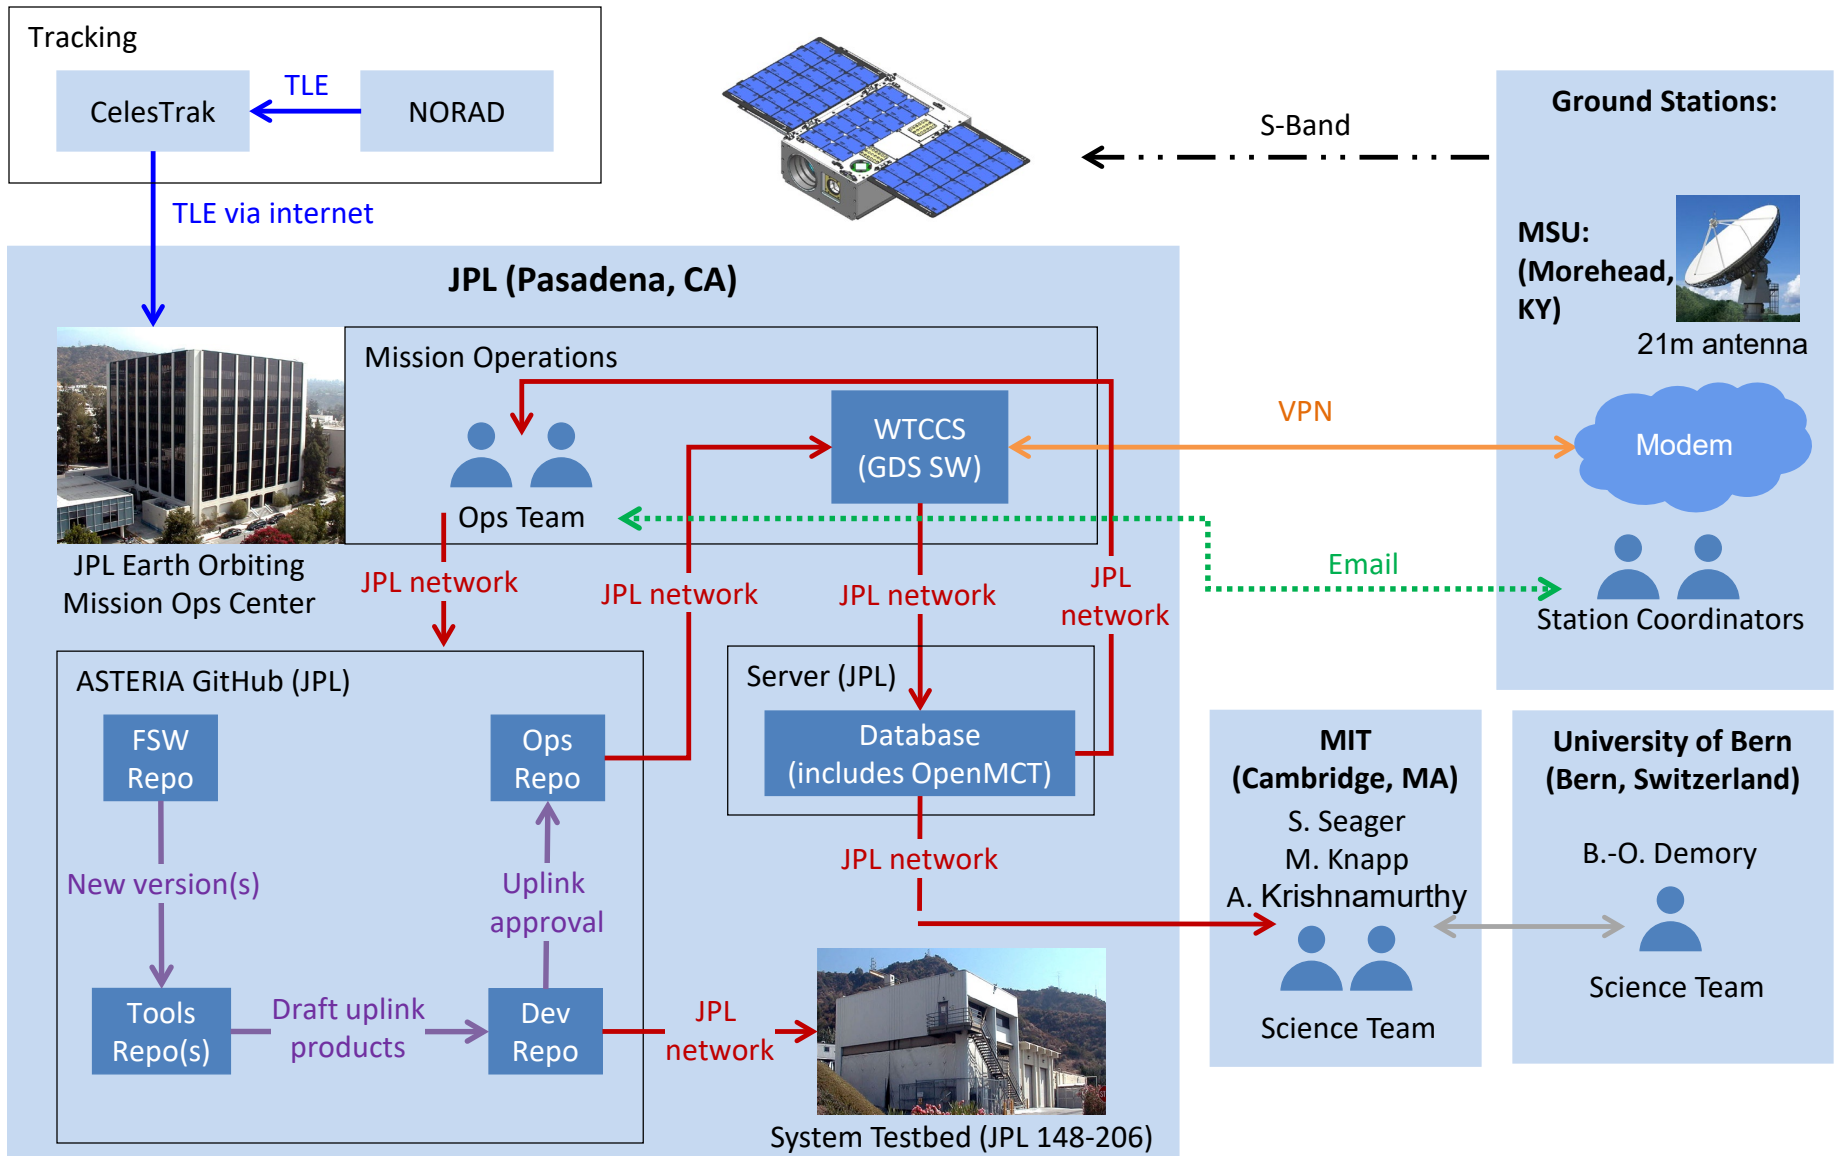 Tracking
CelesTrak
TLE
NORAD
TLE via internet
S-Band
Ground Stations:
MSU:
(Morehead,
KY)
21m antenna
Modem
Station Coordinators
VPN
Email
JPL (Pasadena, CA)
Mission Operations
Ops Team
WTCCS
(GDS SW)
JPL Earth Orbiting
Mission Ops Center
JPL network
JPL network
JPL network
JPL
network
ASTERIA GitHub (JPL)
FSW
Repo
Ops
Repo
New version(s)
Uplink
approval
Tools
Repo(s)
Draft uplink
products
Dev
Repo
JPL
network
Server (JPL)
Database
(includes OpenMCT)
JPL network
System Testbed (JPL 148-206)
MIT
(Cambridge, MA)
S. Seager
M. Knapp
A. Krishnamurthy
Science Team
University of Bern
(Bern, Switzerland)
B.-O. Demory
Science Team